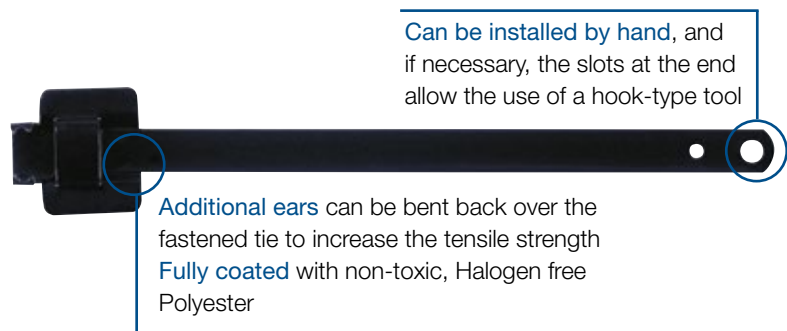 Can be installed by hand, and
if necessary, the slots at the end
allow the use of a hook-type tool
Additional ears can be bent back over the
fastened tie to increase the tensile strength
Fully coated with non-toxic, Halogen free
Polyester